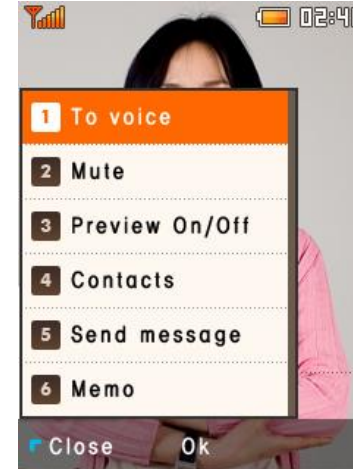 1 To voice
2 Mute
3 Preview On/Off
4 Contacts
5 Send message
6 Memo
Close Ok